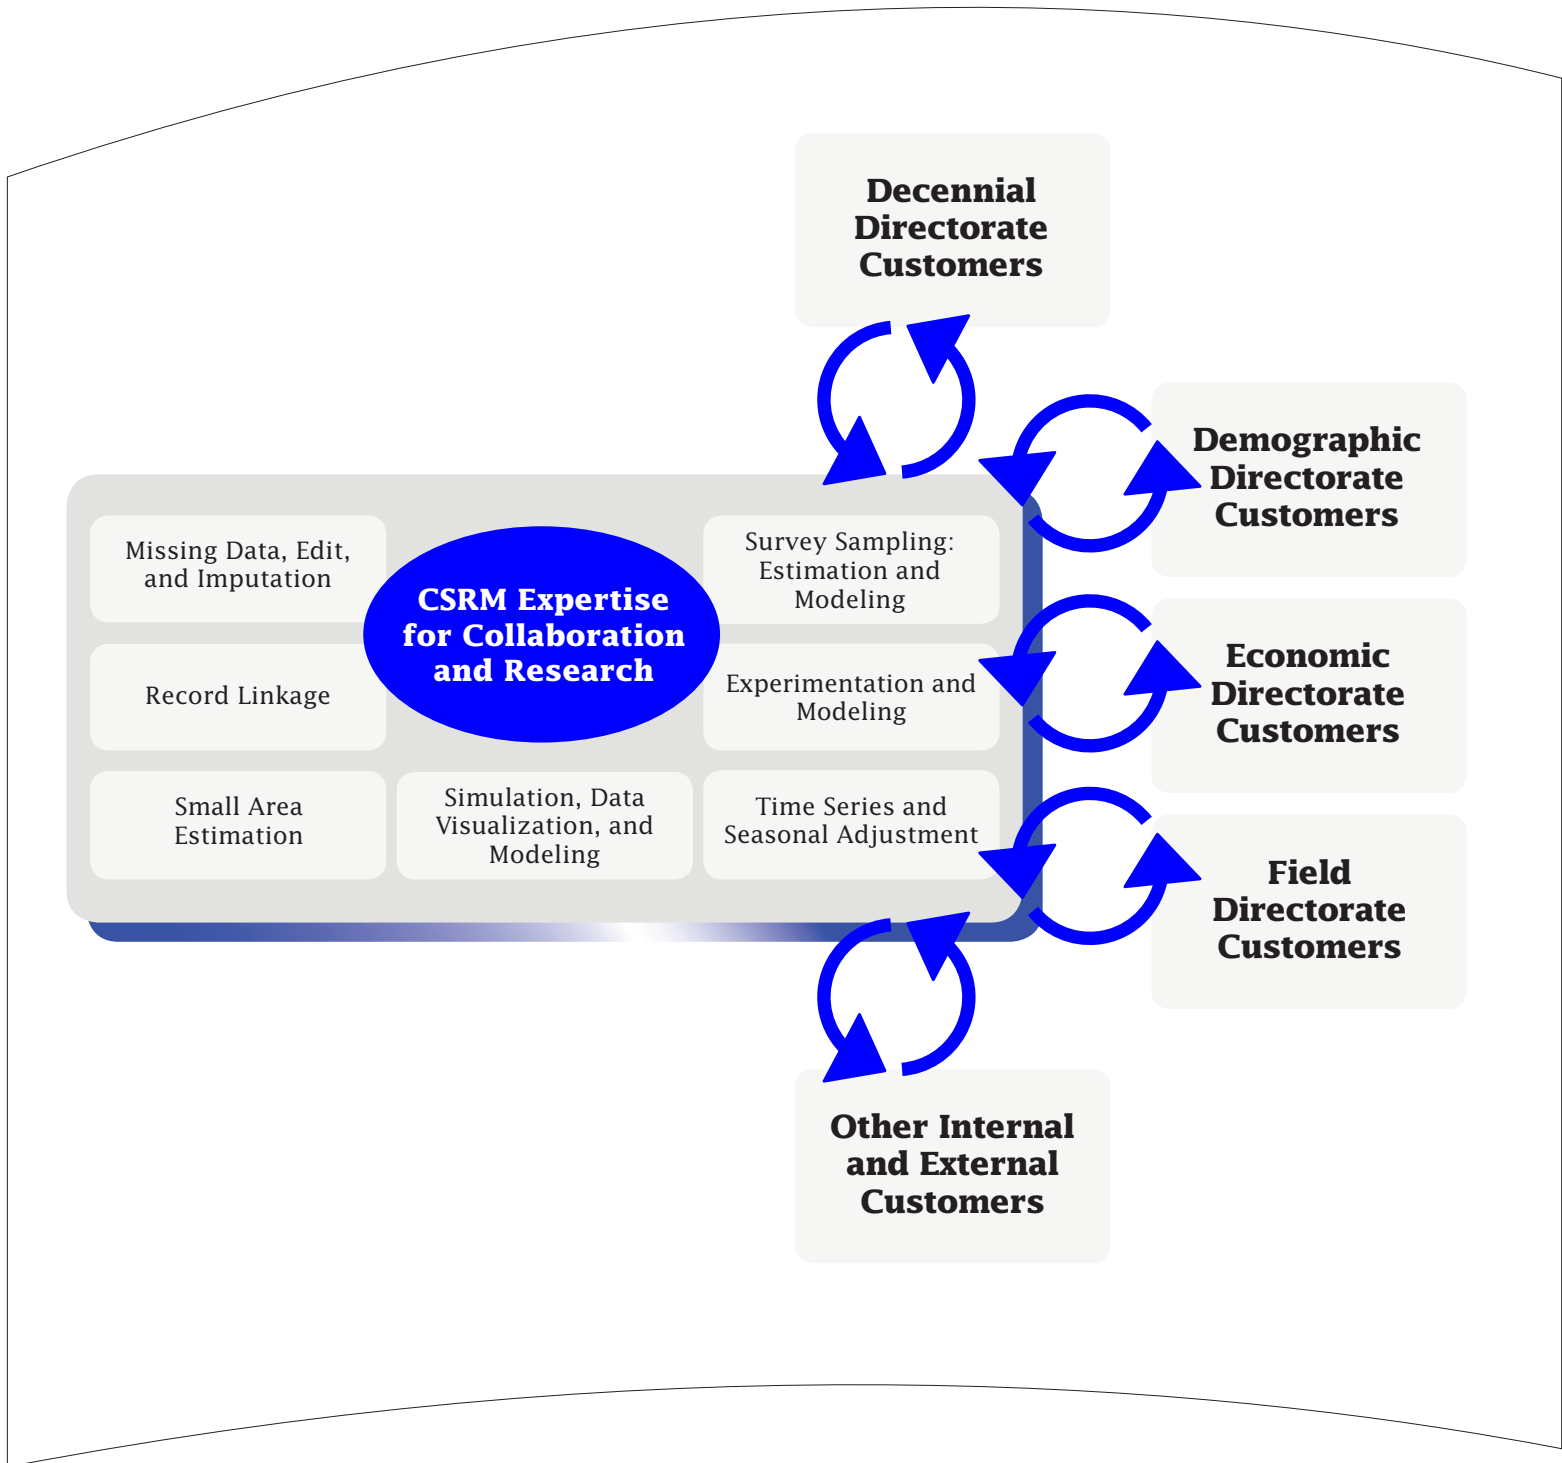 Decennial
Directorate
Customers
Demographic
Directorate
Customers
Missing Data, Edit,
and Imputation
CSRM Expertise
for Collaboration
and Research
Survey Sampling:
Estimation and
Modeling
Record Linkage
Experimentation and
Modeling
Economic
Directorate
Customers
Small Area
Estimation
Simulation, Data
Visualization, and
Modeling
Time Series and
Seasonal Adjustment
Field
Directorate
Customers
Other Internal
and External
Customers